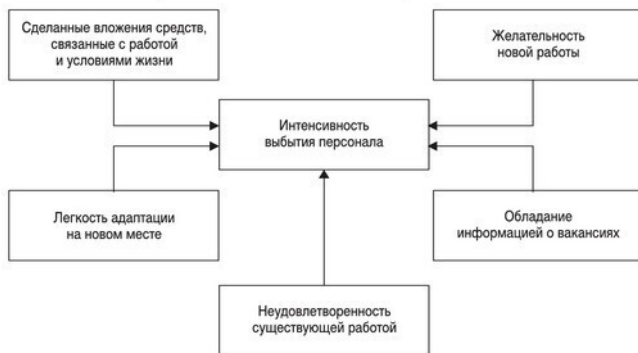 Сделанные вложения средств,
связанные с работой
и условиями жизни
Желательность
новой работы
Интенсивность
выбытия персонала
Легкость адаптации
на новом месте
Обладание
информацией о вакансиях
Неудовлетворенность
существующей работой